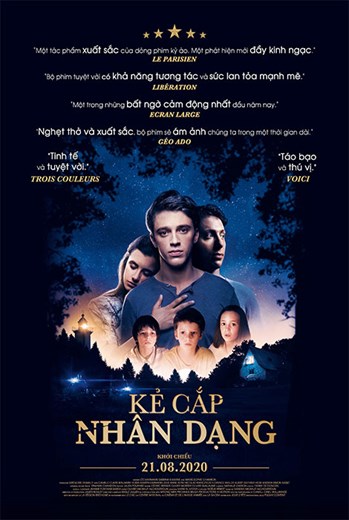 "Một tác phẩm xuất sắc của dòng phim kỳ ảo. Một phát hiện mới đầy kinh ngạc."
LE PARISIEN
"Bộ phim tuyệt vời có khả năng tương tác và sức lan tỏa mạnh mẽ."
LIBÉRATION
"Một trong những bất ngờ cảm động nhất đầu năm nay."
ECRAN LARGE
"Nghẹt thở và xuất sắc, bộ phim sẽ ám ảnh chúng ta trong một thời gian dài."
GÉO ADO
"Tinh tế
và tuyệt vời."
TROIS COULEURS
"Táo bạo
và thú vị."
VOICI
KẺ CẮP
NHÂN DẠNG
KHỞI CHIẾU
21.08.2020